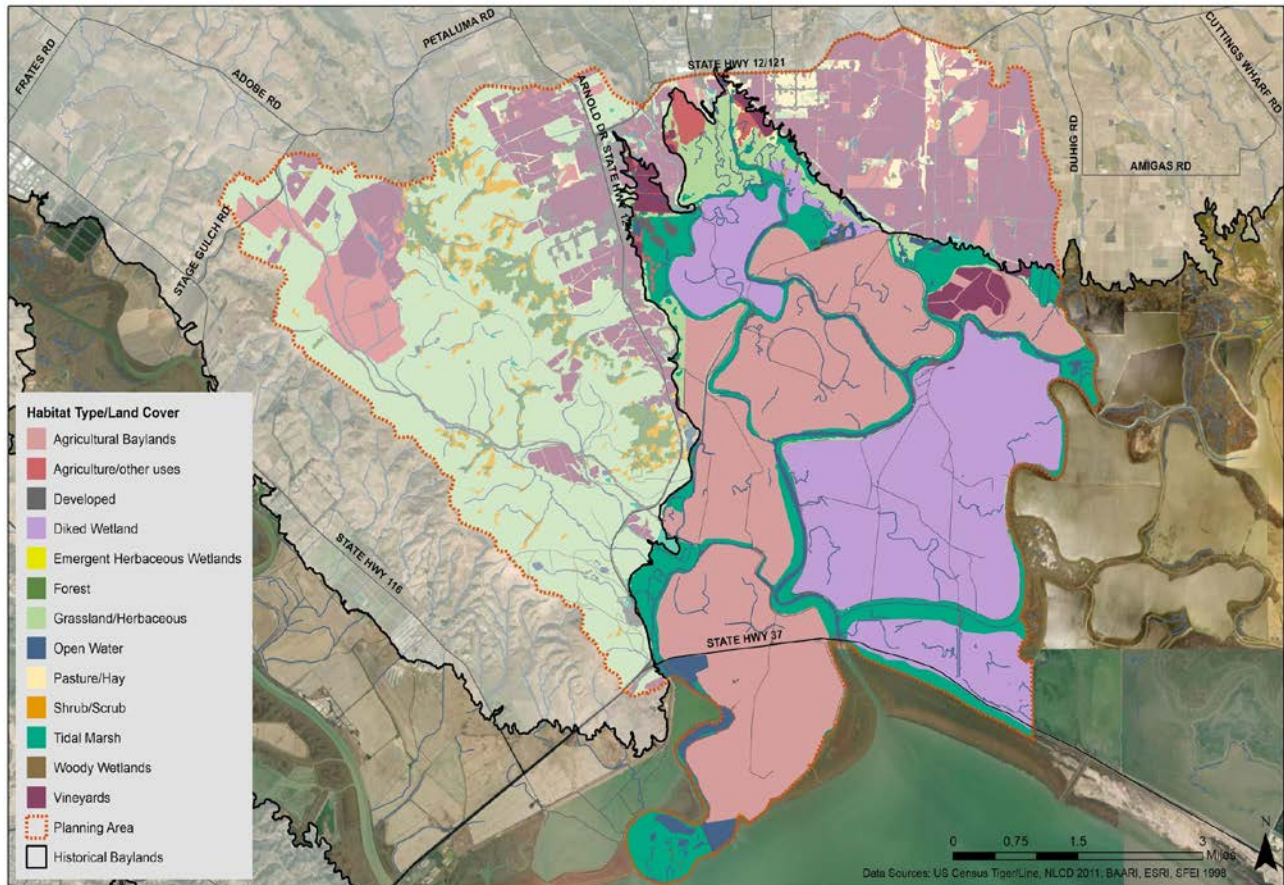 FRATES RD
ADOBE RD
PETALUMA RD
STATE HWY 12/121
CUTTINGS WHARF RD
ARNOLD DR. STATE HWY
DUHIG RD
AMIGAS RD
STAGE GULCH RD
STATE HWY 116
STATE HWY 37
Habitat Type/Land Cover
Agricultural Baylands
Agriculture/other uses
Developed
Diked Wetland
Emergent Herbaceous Wetlands
Forest
Grassland/Herbaceous
Open Water
Pasture/Hay
Shrub/Scrub
Tidal Marsh
Woody Wetlands
Vineyards
Planning Area
Historical Baylands
N
0 0.75 1.5 3
Miles
Data Sources: US Census Tiger/Line, NLCD 2011, BAARI, ESRI, SFEI 1998